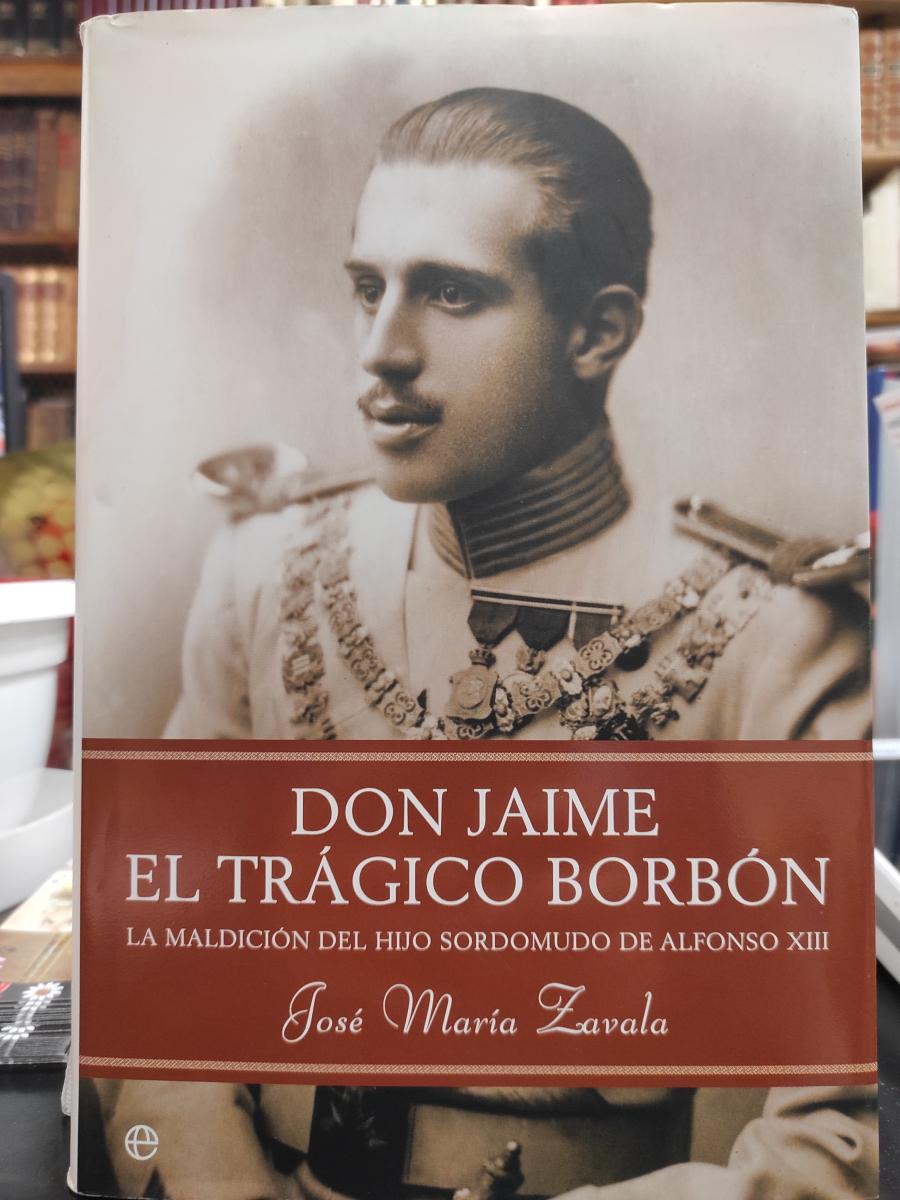 DON JAIME
EL TRÁGICO BORBÓN
LA MALDICIÓN DEL HIJO SORDOMUDO DE ALFONSO XIII
José María Zavala
e